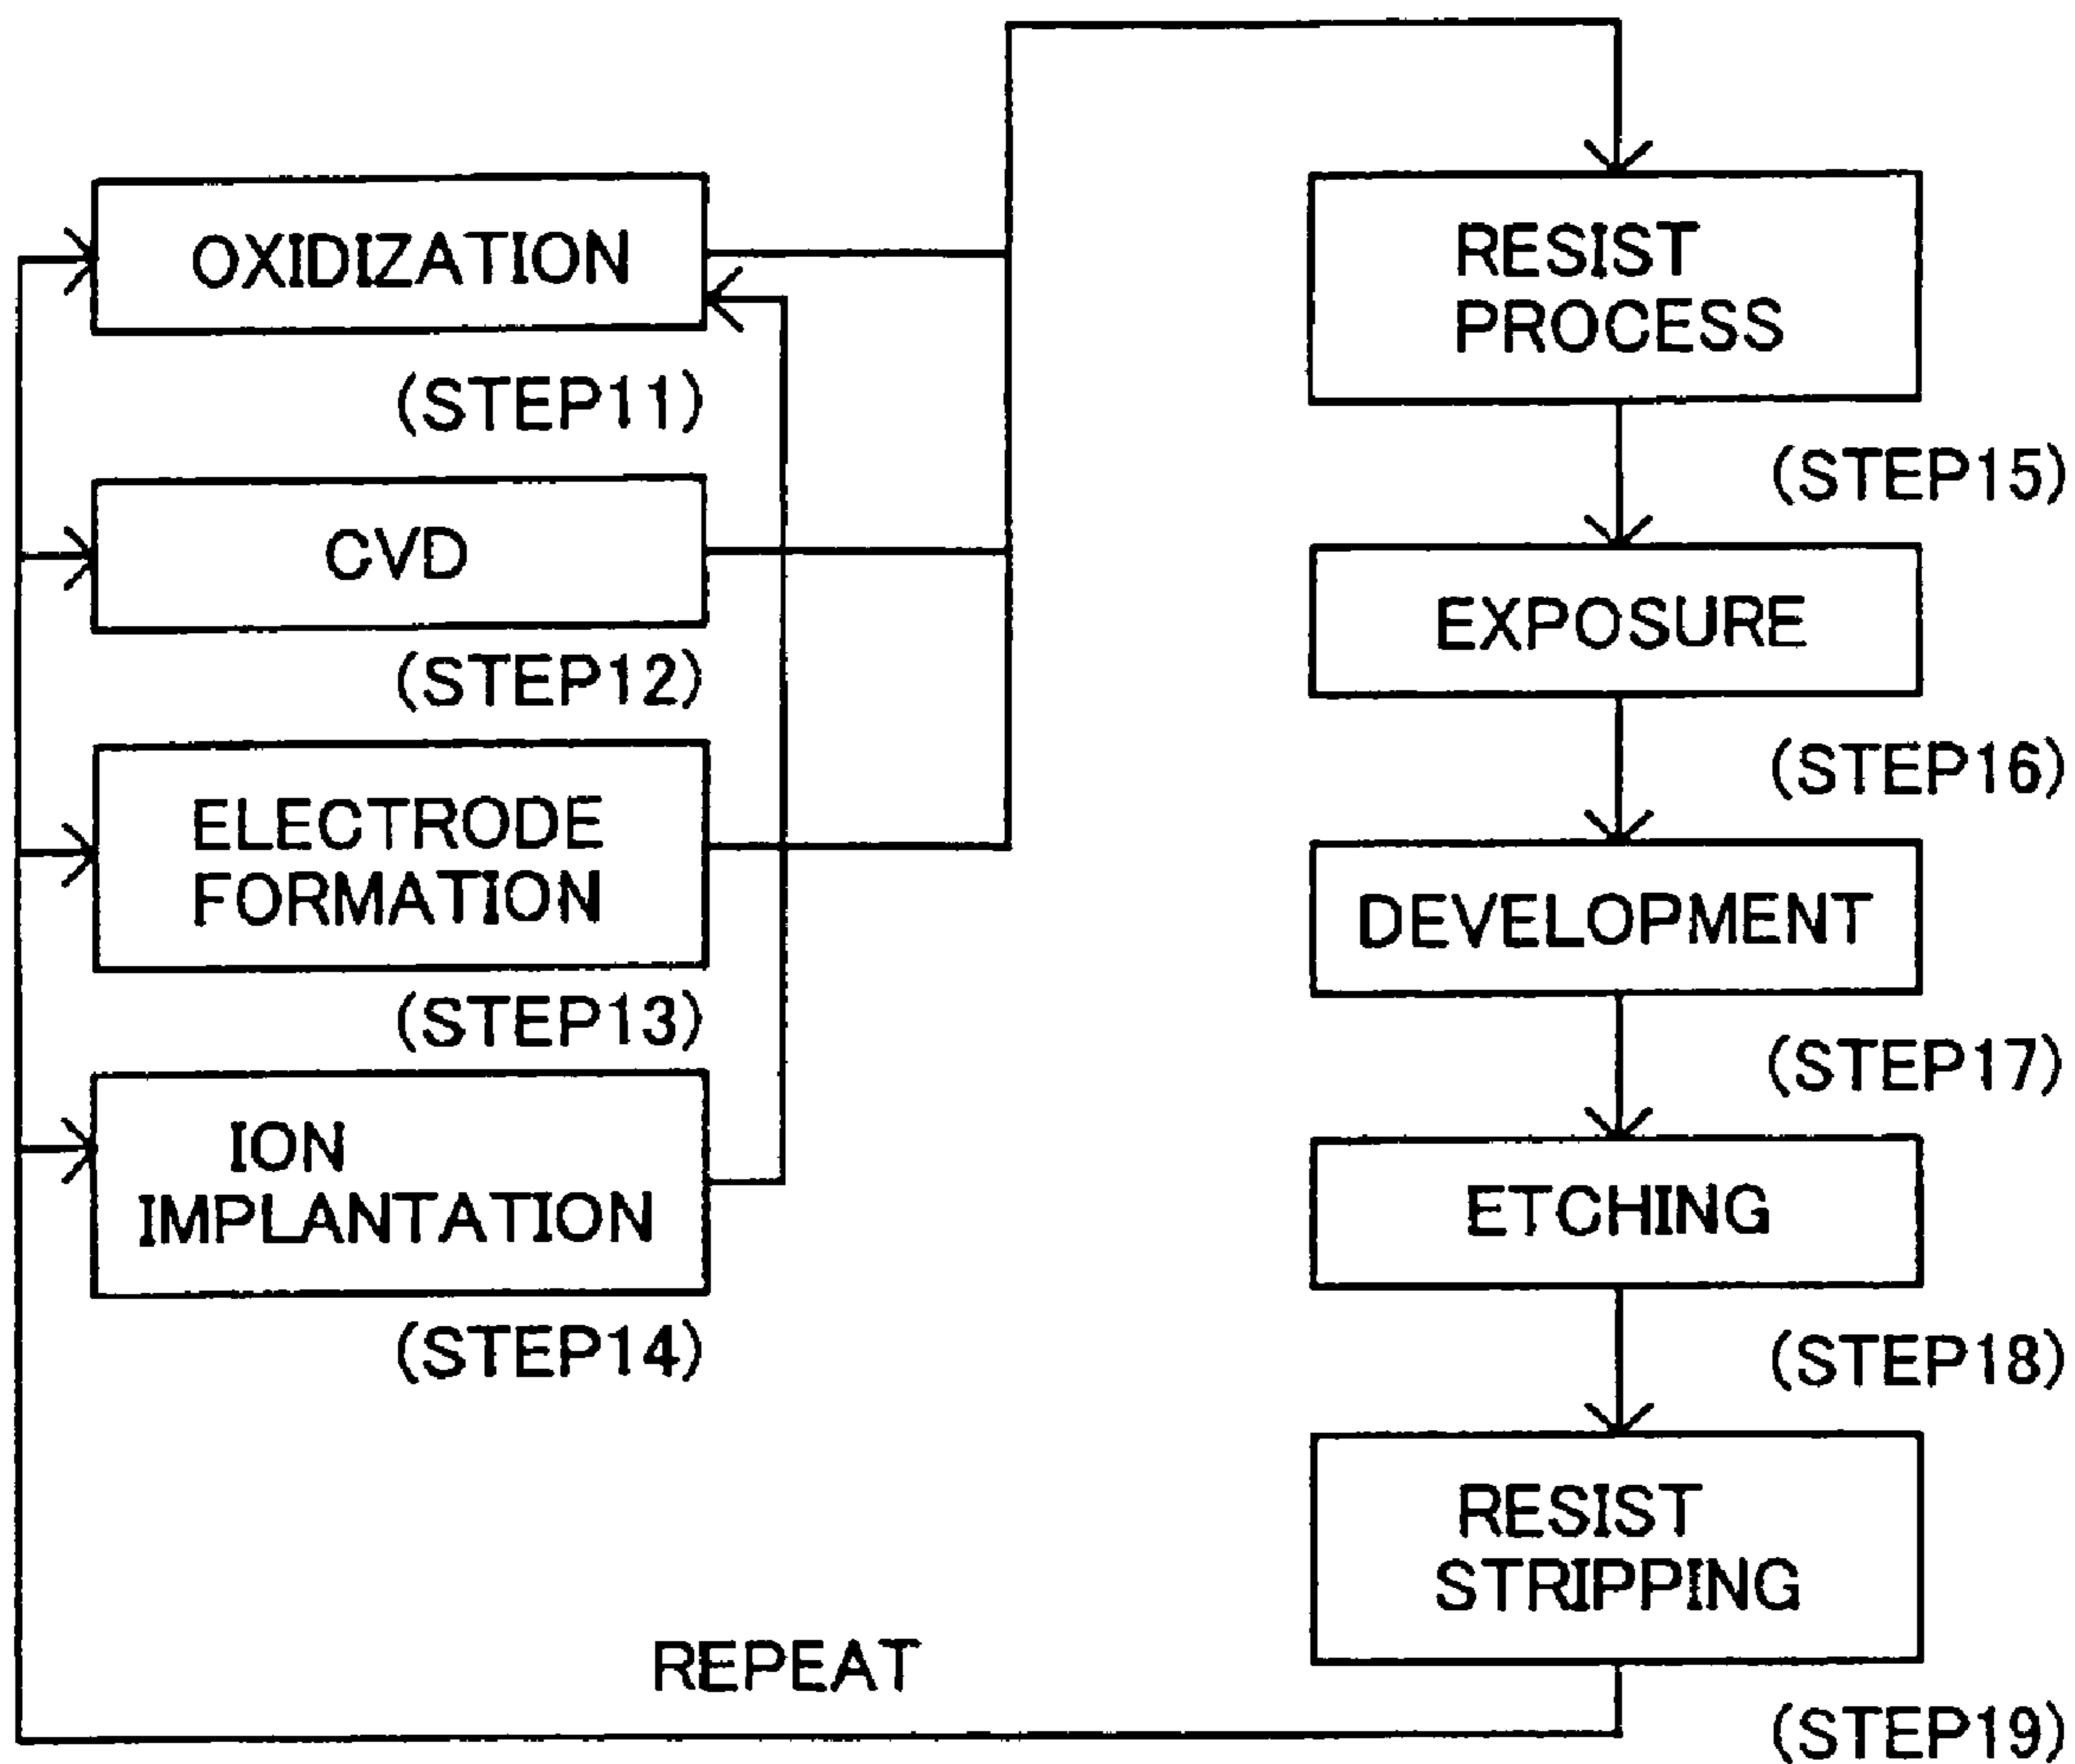 OXIDIZATION
(STEP11)
CVD
(STEP12)
ELECTRODE
FORMATION
(STEP13)
ION
IMPLANTATION
(STEP14)
RESIST
PROCESS
(STEP15)
EXPOSURE
(STEP16)
DEVELOPMENT
(STEP17)
ETCHING
(STEP18)
RESIST
STRIPPING
(STEP19)
REPEAT